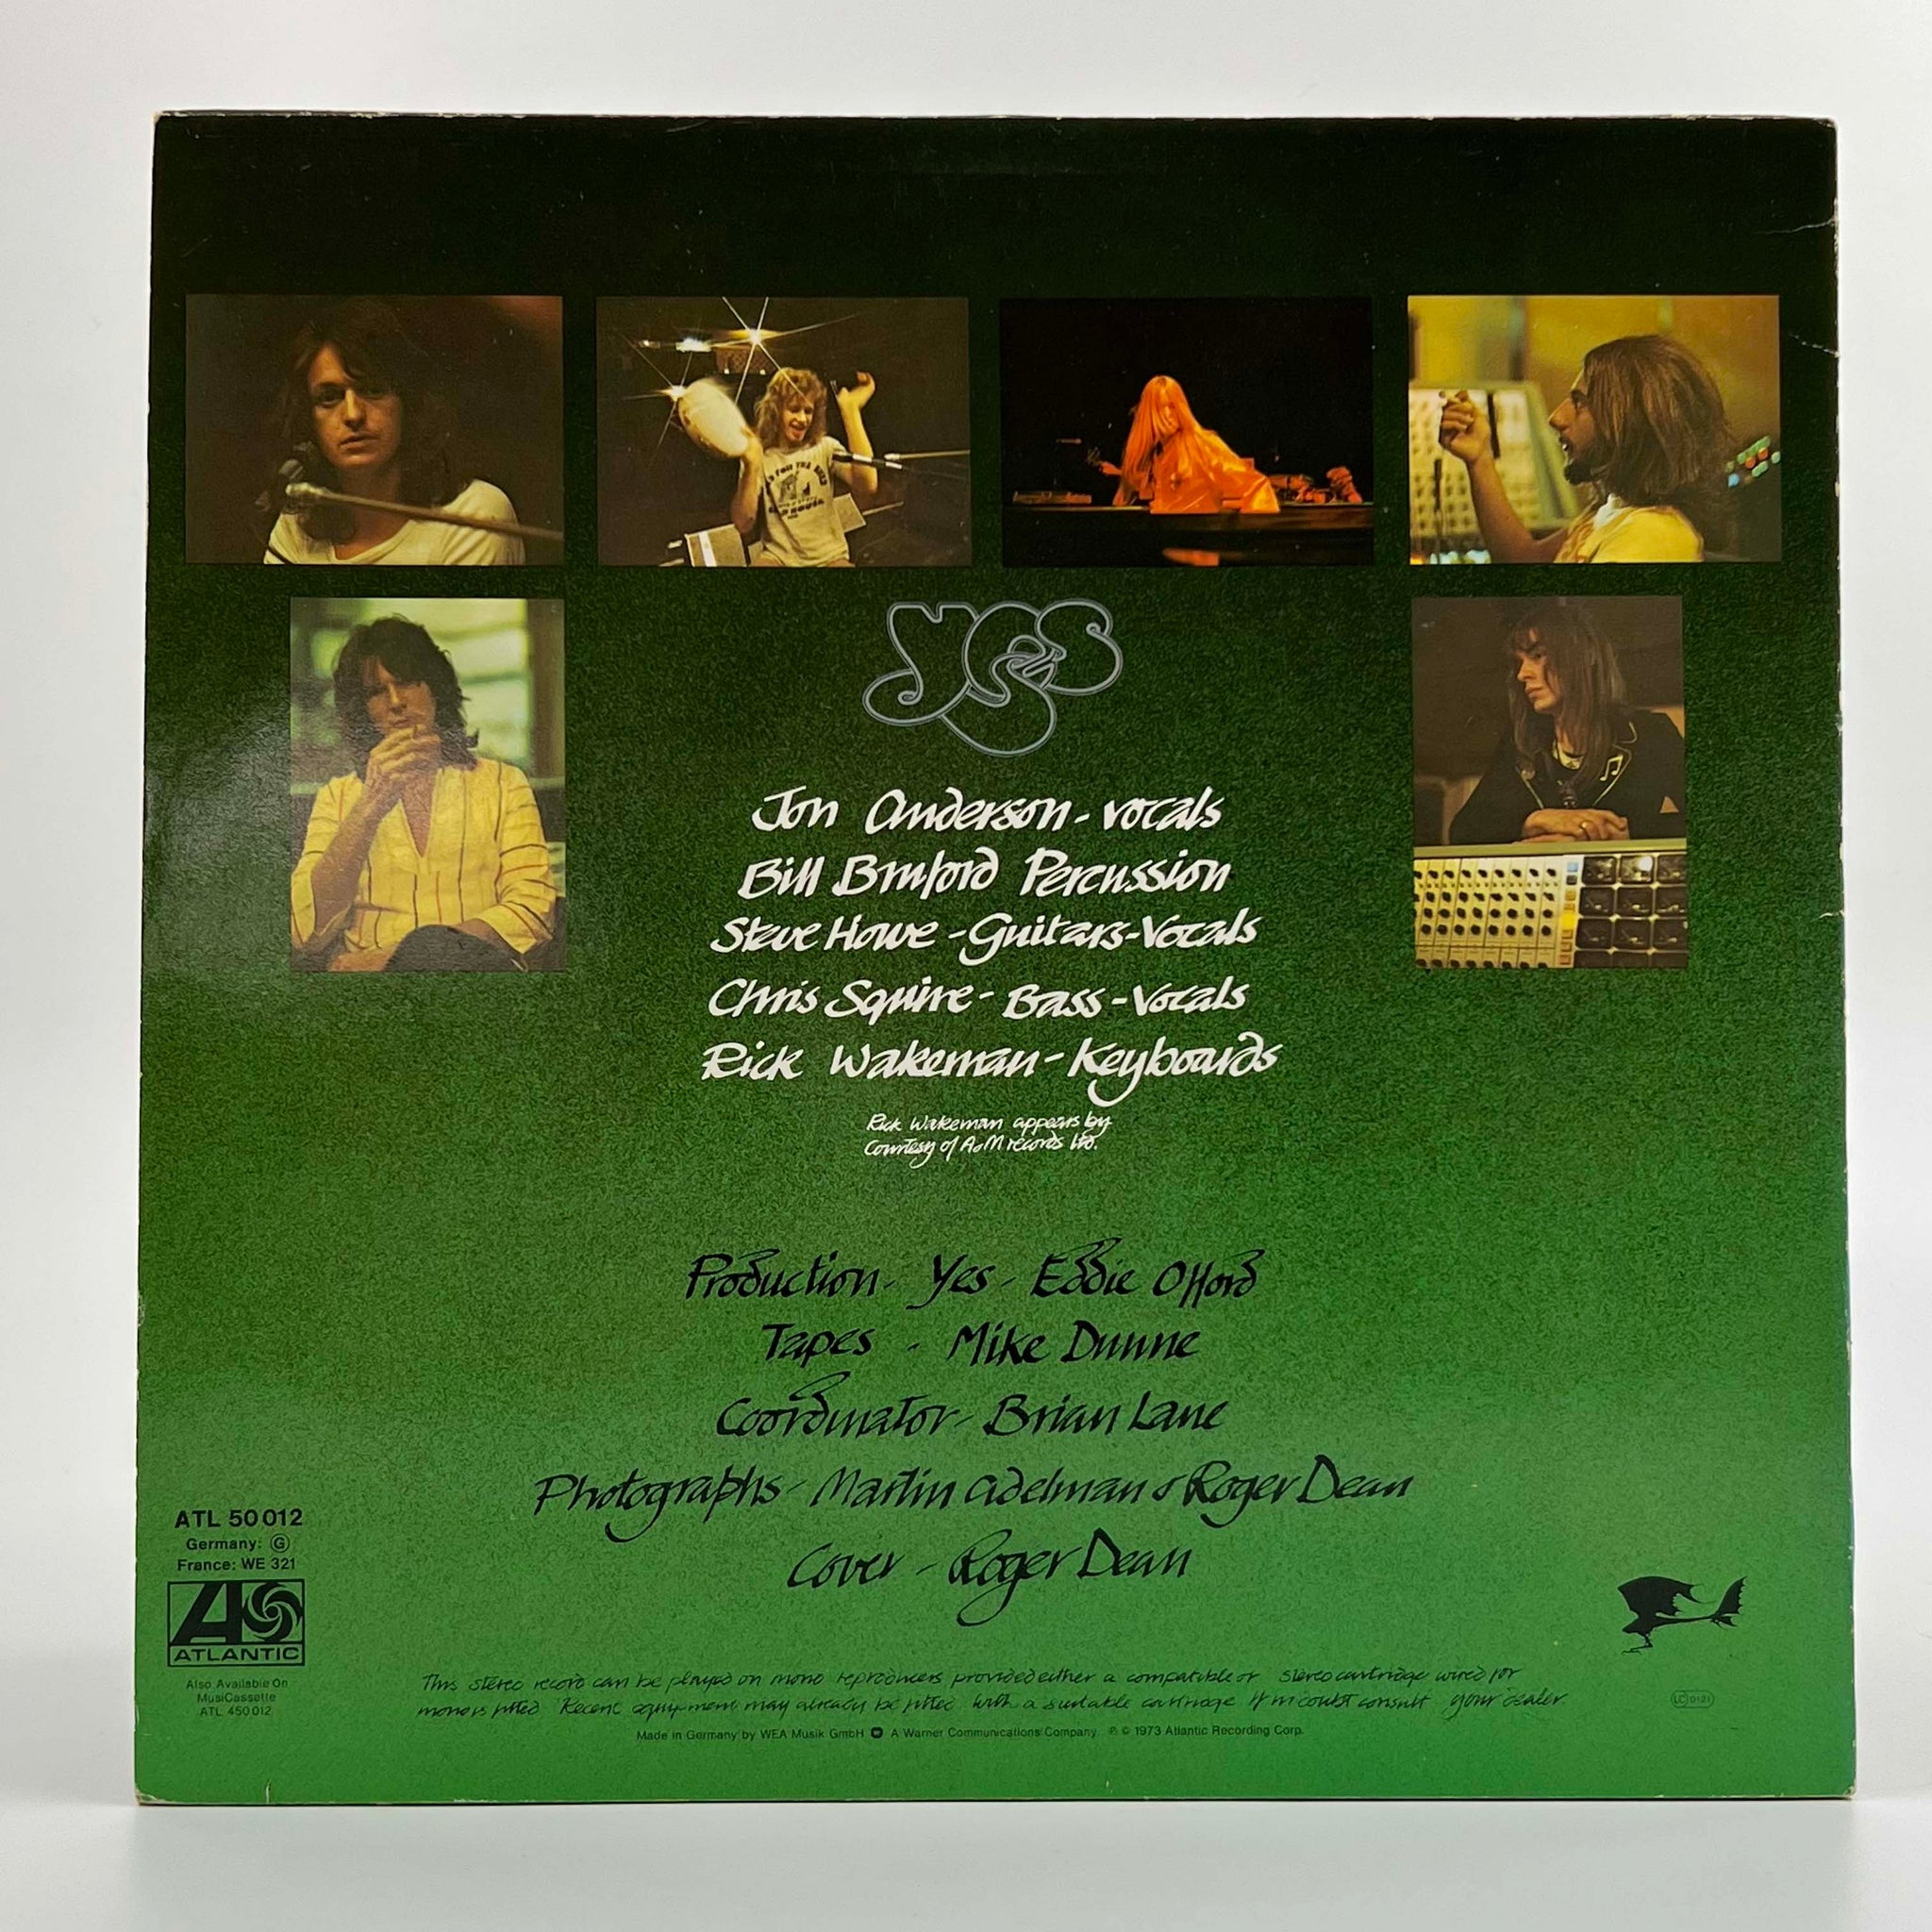 yes
Jon Anderson - vocals
Bill Bruford Percussion
Steve Howe - Guitars - Vocals
Chris Squire - Bass - Vocals
Rick Wakeman - Keyboards
Rick Wakeman appears by
Courtesy of A&M records ltd.
Production - Yes - Eddie Offord
Tapes - Mike Dunne
Coordinator - Brian Lane
Photographs - Martin Adelman & Roger Dean
Cover - Roger Dean
ATL 50 012
Germany: Ⓖ
France: WE 321
ATLANTIC
Also Available On
MusiCassette
ATL 450 012
This stereo record can be played on mono reproducers provided either a compatible or stereo cartridge wired for
mono is fitted Recent equipment may already be fitted with a suitable cartridge If in doubt consult your dealer
LC 0121
Made in Germany by WEA Musik GmbH A Warner Communications Company ℗ © 1973 Atlantic Recording Corp.